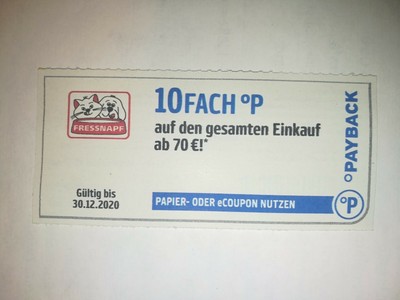 FRESSNAPF
10FACH °P
auf den gesamten Einkauf
ab 70 €!*
Gültig bis
30.12.2020
PAPIER- ODER eCOUPON NUTZEN
°PAYBACK
°P